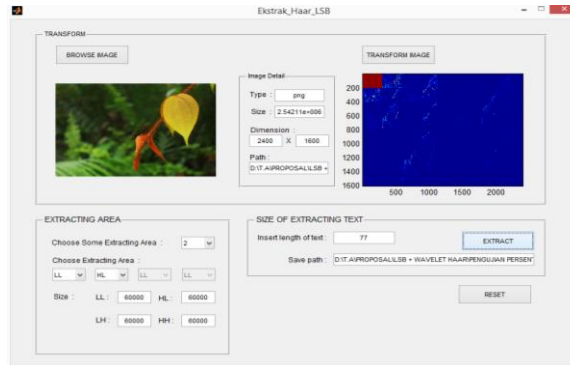 Ekstrak_Haar_LSB
TRANSFORM
BROWSE IMAGE
TRANSFORM IMAGE
Image Detail
Type : png
Size : 2.54211e+006
Dimension :
2400 X 1600
Path :
D:\T.A\PROPOSAL\LSB +
200
400
600
800
1000
1200
1400
1600
500 1000 1500 2000
EXTRACTING AREA
Choose Some Extracting Area : 2
Choose Extracting Area :
LL HL LL LL
Size : LL : 60000 HL : 60000
LH : 60000 HH : 60000
SIZE OF EXTRACTING TEXT
Insert length of text : 77
EXTRACT
Save path : D:\T.A\PROPOSAL\LSB + WAVELET HAAR\PENGUJIAN PERSEN
RESET